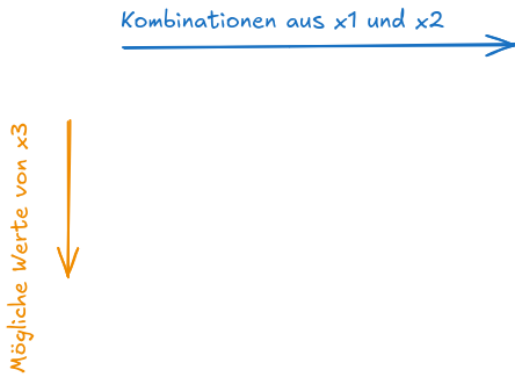 Kombinationen aus x1 und x2
Mögliche Werte von x3